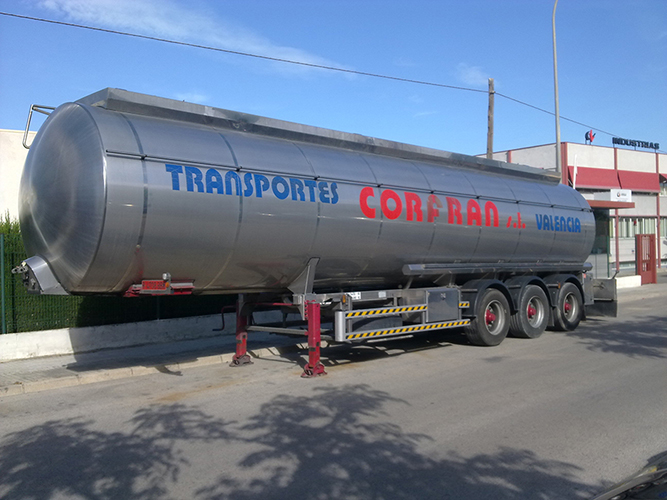 TRANSPORTES CORFRAN s.L. VALENCIA
INDUSTRIAS